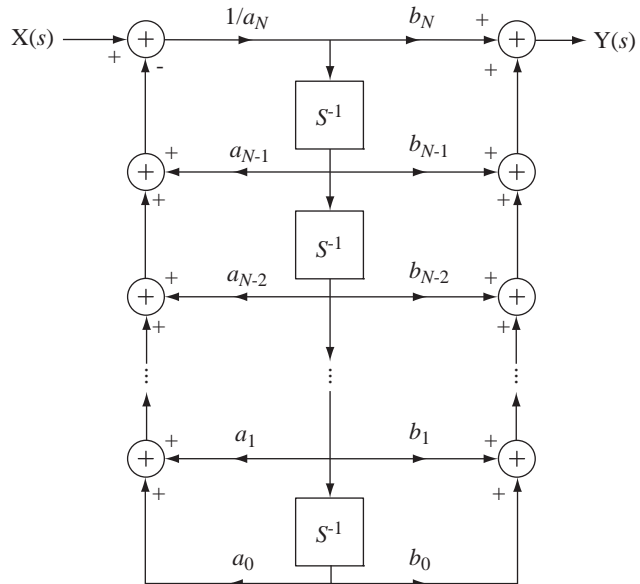 X(s) + + 1/a_N b_N + + Y(s)
- +
S^-1
+ + a_N-1 b_N-1 + +
+ +
S^-1
+ + a_N-2 b_N-2 + +
+ +
⋮ ⋮ ⋮
+ + a_1 b_1 + +
+ +
S^-1
a_0 b_0